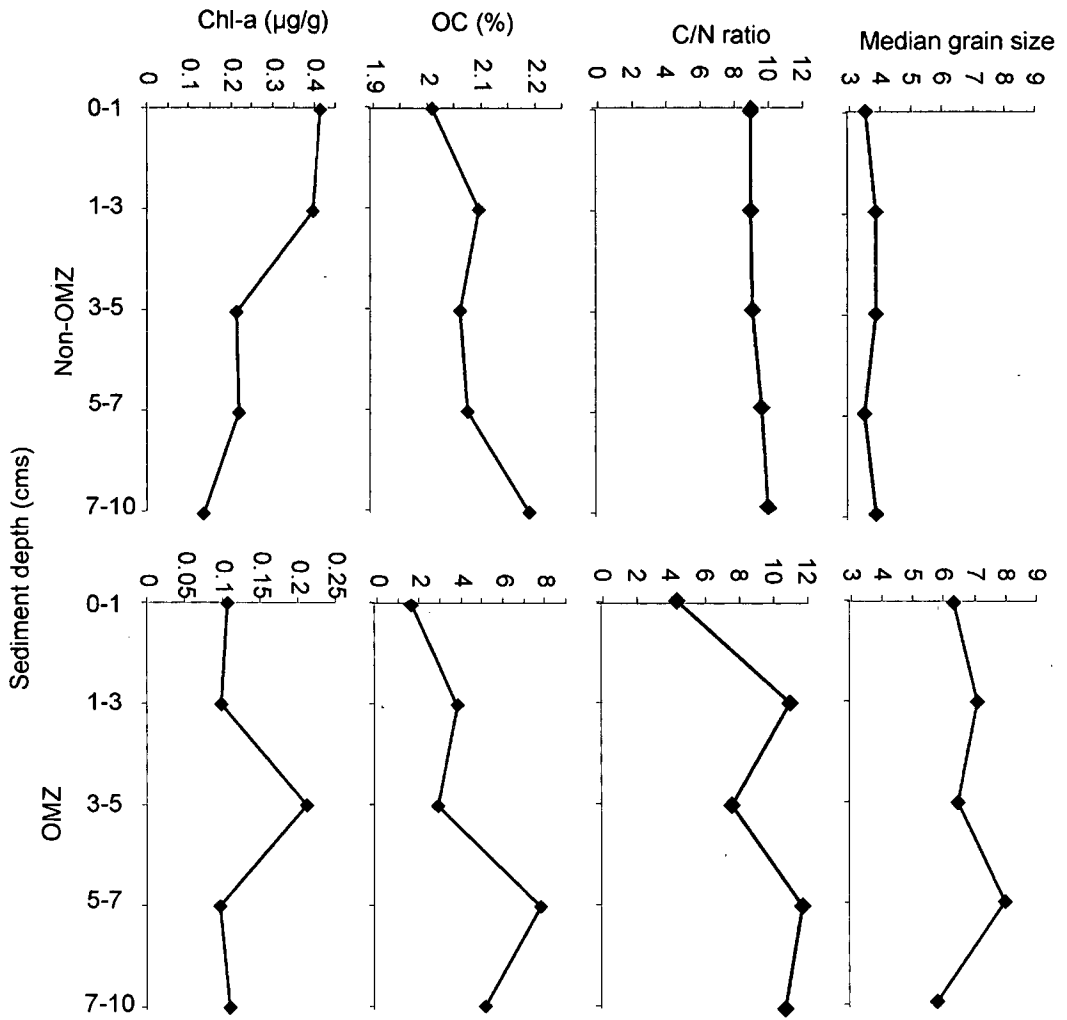 Chl-a (µg/g)
0 0.1 0.2 0.3 0.4
OC (%)
1.9 2 2.1 2.2
C/N ratio
0 2 4 6 8 10 12
Median grain size
3 4 5 6 7 8 9
0-1
1-3
3-5
5-7
7-10
Non-OMZ
Sediment depth (cms)
0 0.05 0.1 0.15 0.2 0.25
0 2 4 6 8
0 2 4 6 8 10 12
3 4 5 6 7 8 9
0-1
1-3
3-5
5-7
7-10
OMZ